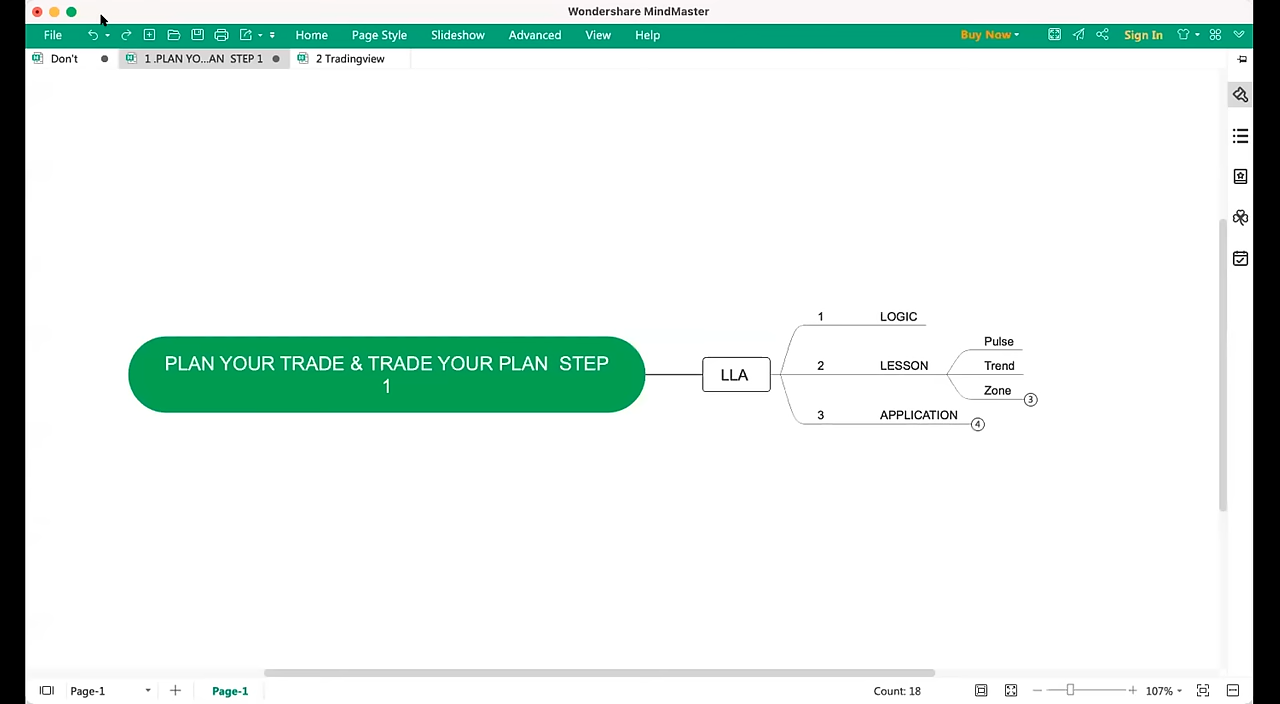 Wondershare MindMaster
File Home Page Style Slideshow Advanced View Help Buy Now Sign In
Don't 1 .PLAN YO...AN STEP 1 2 Tradingview
PLAN YOUR TRADE & TRADE YOUR PLAN STEP
1
LLA
1 LOGIC
2 LESSON
Pulse
Trend
Zone 3
3 APPLICATION 4
Page-1 Page-1 Count: 18 107%